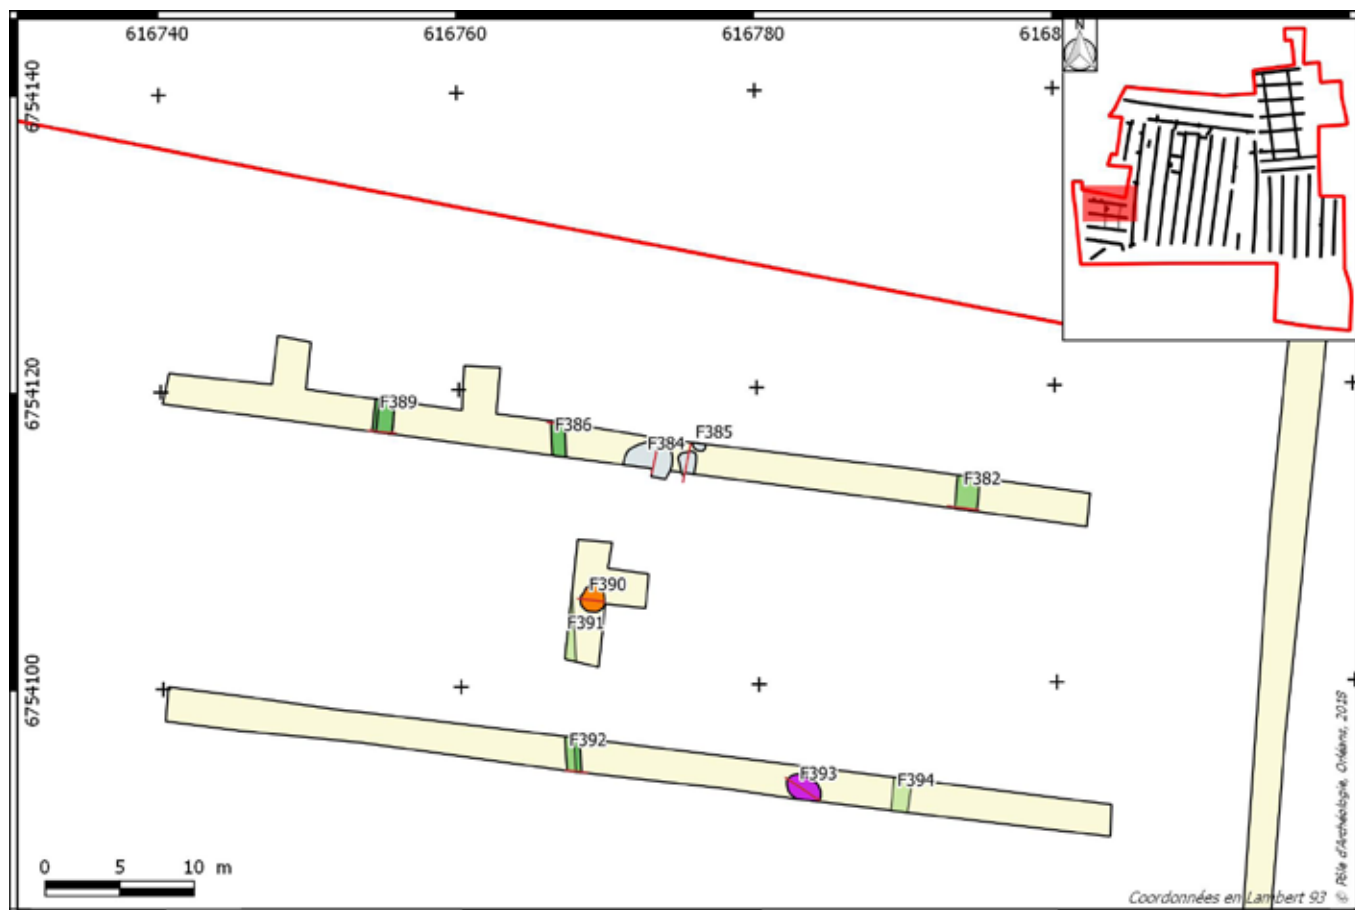 616740
616760
616780
6168
N
6754140
6754120
F389
F386
F384
F385
F382
F390
F391
6754100
F392
F393
F394
0 5 10 m
Coordonnées en Lambert 93
© Pôle d'Archéologie, Orléans, 2018